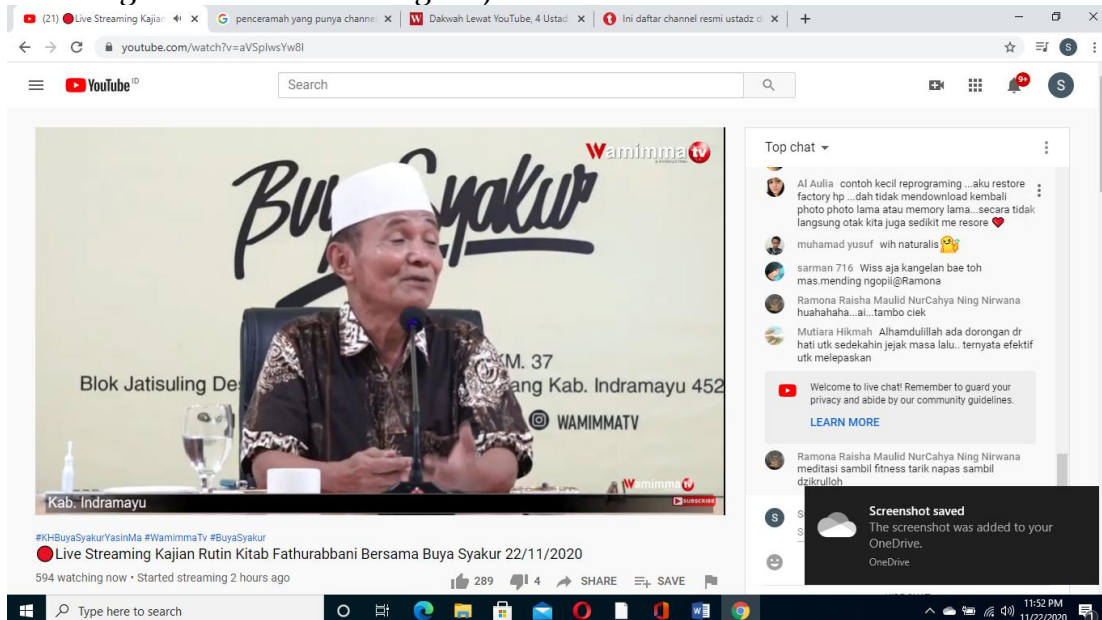 (21) 🔴Live Streaming Kajian
penceramah yang punya channel
Dakwah Lewat YouTube, 4 Ustad
Ini daftar channel resmi ustadz d
youtube.com/watch?v=aVSplwsYw8I
YouTube ID
Search
9+
S
Wamimma tv
Buya Syakur
KM. 37
Blok Jatisuling De
ang Kab. Indramayu 452
WAMIMMATV
Wamimma tv
Kab. Indramayu
SUBSCRIBE
#KHBuyaSyakurYasinMa #WamimmaTv #BuyaSyakur
🔴Live Streaming Kajian Rutin Kitab Fathurabbani Bersama Buya Syakur 22/11/2020
594 watching now • Started streaming 2 hours ago
289 4 SHARE SAVE
Top chat
Al Aulia contoh kecil reprograming ...aku restore
factory hp ...dah tidak mendownload kembali
photo photo lama atau memory lama...secara tidak
langsung otak kita juga sedikit me resore ❤
muhamad yusuf wih naturalis
sarman 716 Wiss aja kangelan bae toh
mas.mending ngopii@Ramona
Ramona Raisha Maulid NurCahya Ning Nirwana
huahahaha...ai...tambo ciek
Mutiara Hikmah Alhamdulillah ada dorongan dr
hati utk sedekahin jejak masa lalu.. ternyata efektif
utk melepaskan
Welcome to live chat! Remember to guard your
privacy and abide by our community guidelines.
LEARN MORE
Ramona Raisha Maulid NurCahya Ning Nirwana
meditasi sambil fitness tarik napas sambil
dzikrulloh
S
Screenshot saved
The screenshot was added to your
OneDrive.
OneDrive
Type here to search
11:52 PM
11/22/2020